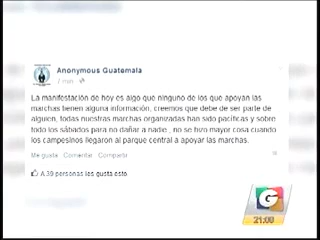 Anonymous Guatemala
7 min
La manifestación de hoy es algo que ninguno de los que apoyan las
marchas tienen alguna información, creemos que debe de ser parte de
alguien, todas nuestras marchas organizadas han sido pacíficas y sobre
todo los sábados para no dañar a nadie , no se hizo mayor cosa cuando
los campesinos llegaron al parque central a apoyar las marchas.
Me gusta Comentar Compartir
A 39 personas les gusta esto
G
21:00